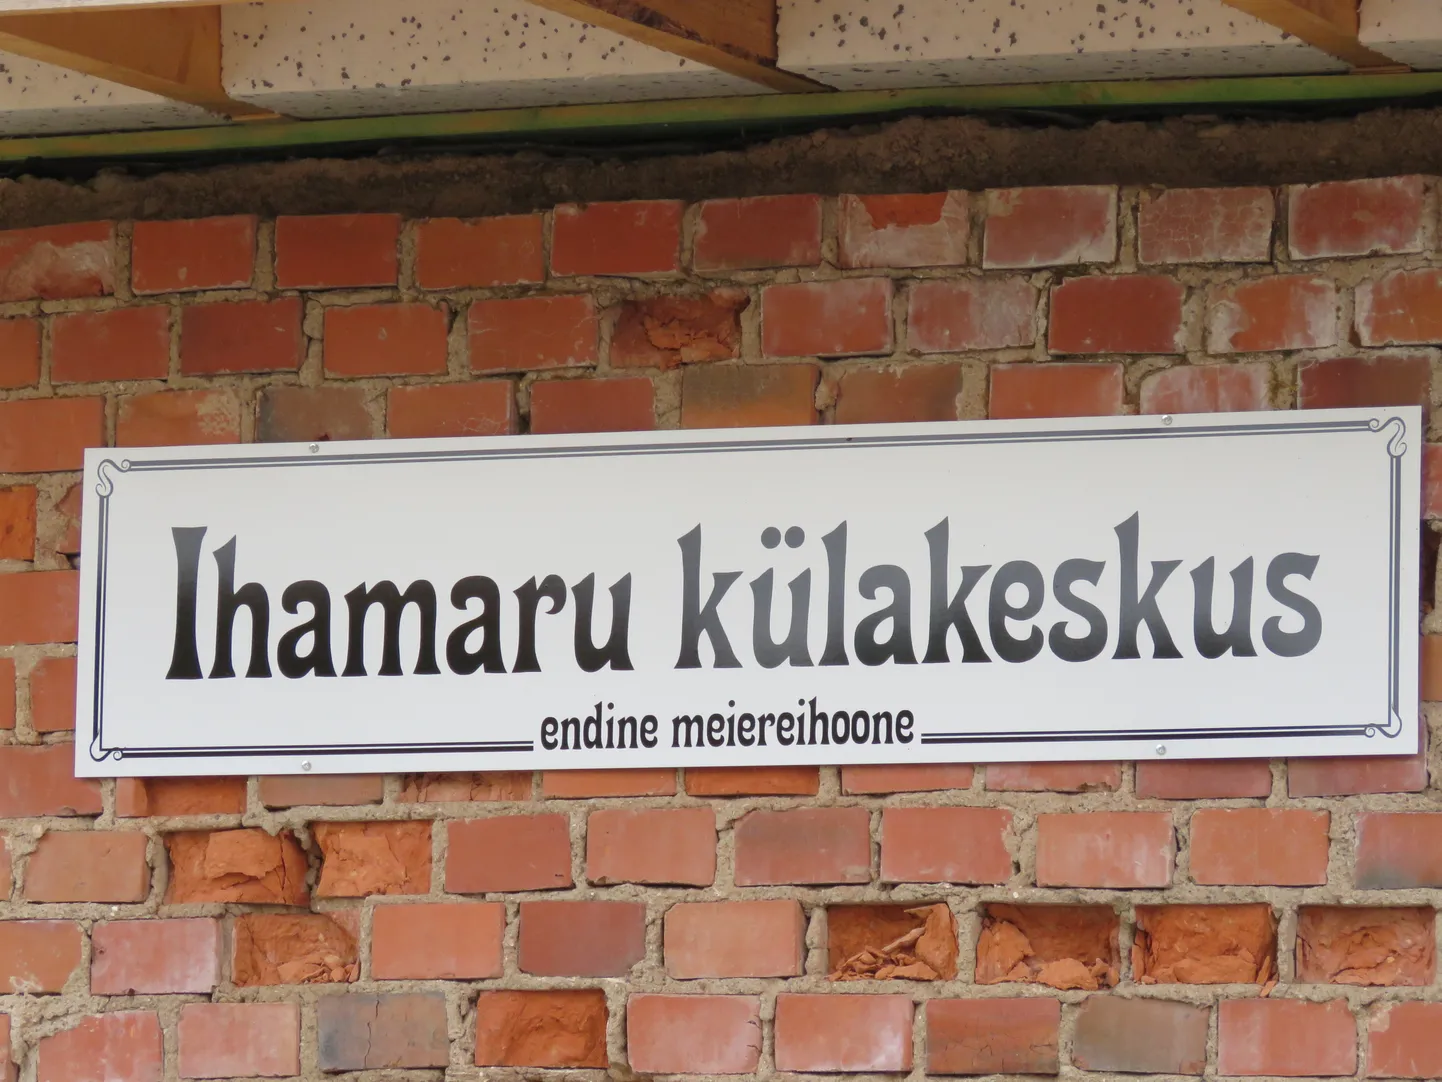 Ihamaru külakeskus
endine meiereihoone